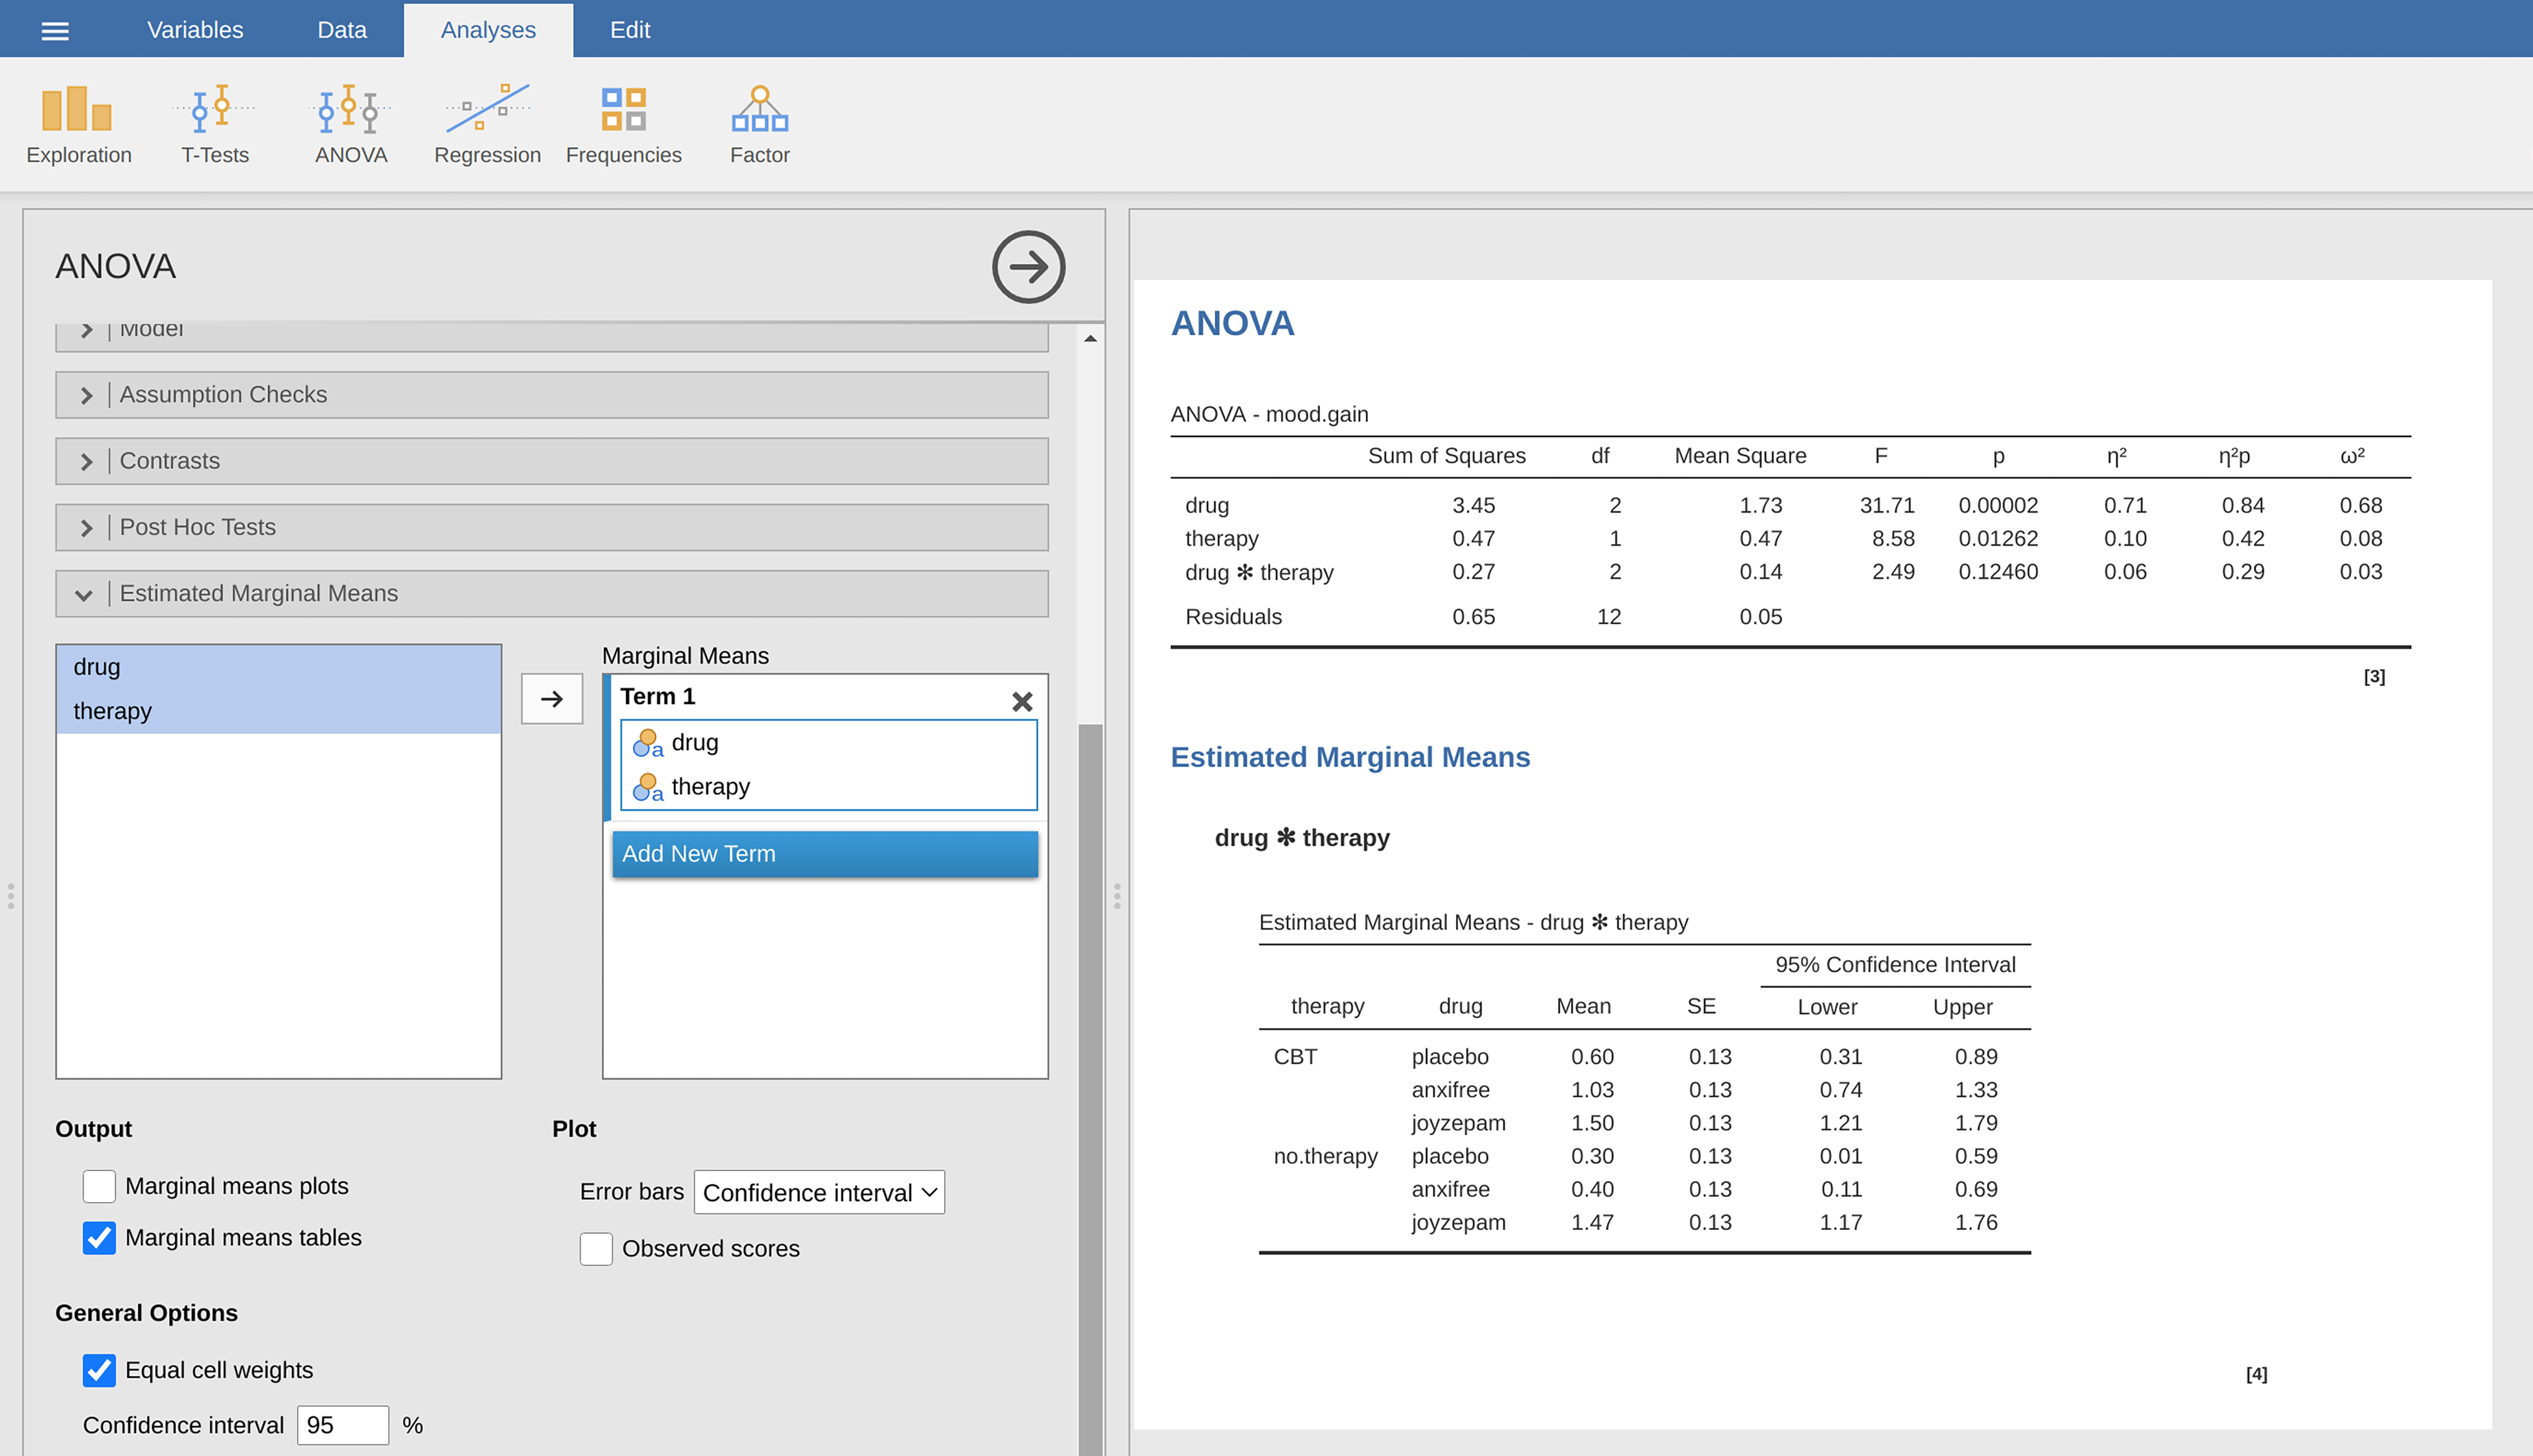 Variables Data Analyses Edit
Exploration T-Tests ANOVA Regression Frequencies Factor
ANOVA
Model
Assumption Checks
Contrasts
Post Hoc Tests
Estimated Marginal Means
drug
therapy
Marginal Means
Term 1
a drug
a therapy
Add New Term
Output
Marginal means plots
Marginal means tables
Plot
Error bars Confidence interval
Observed scores
General Options
Equal cell weights
Confidence interval 95 %
ANOVA
ANOVA - mood.gain
Sum of Squares df Mean Square F p η² η²p ω²
drug 3.45 2 1.73 31.71 0.00002 0.71 0.84 0.68
therapy 0.47 1 0.47 8.58 0.01262 0.10 0.42 0.08
drug ✻ therapy 0.27 2 0.14 2.49 0.12460 0.06 0.29 0.03
Residuals 0.65 12 0.05
[3]
Estimated Marginal Means
drug ✻ therapy
Estimated Marginal Means - drug ✻ therapy
95% Confidence Interval
therapy drug Mean SE Lower Upper
CBT placebo 0.60 0.13 0.31 0.89
anxifree 1.03 0.13 0.74 1.33
joyzepam 1.50 0.13 1.21 1.79
no.therapy placebo 0.30 0.13 0.01 0.59
anxifree 0.40 0.13 0.11 0.69
joyzepam 1.47 0.13 1.17 1.76
[4]